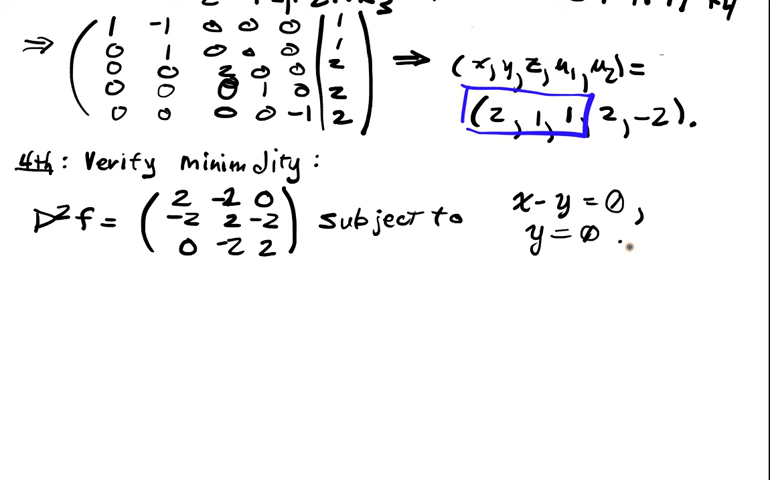 ⇒ ( 1 -1 0 0 0 | 1
0 1 0 0 0 | 1
0 0 2 0 0 | 2
0 0 0 1 0 | 2
0 0 0 0 -1 | 2 )
⇒ (x, y, z, μ₁, μ₂) =
(2, 1, 1, 2, -2).
4th: Verify minimality:
D²f = ( 2 -2 0
-2 2 -2
0 -2 2 ) subject to x - y = 0,
y = 0.